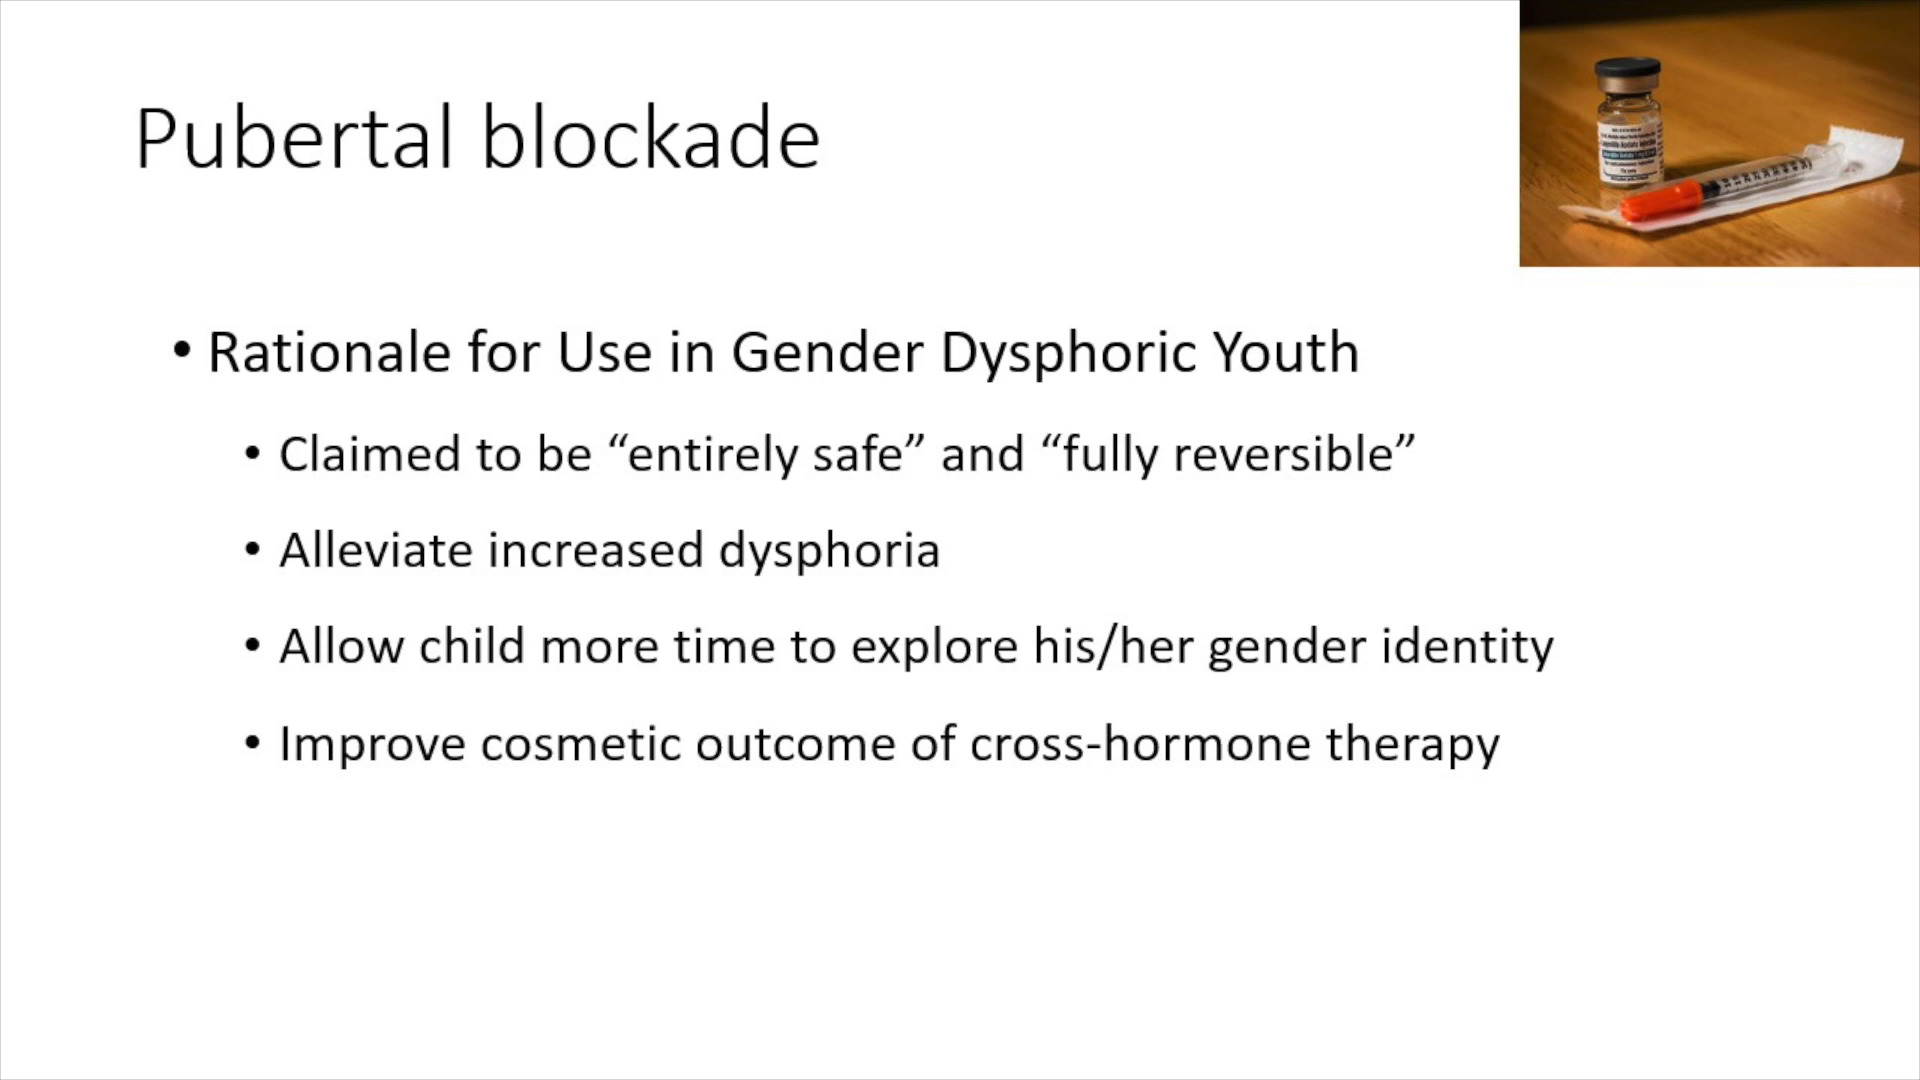 Pubertal blockade
• Rationale for Use in Gender Dysphoric Youth
• Claimed to be “entirely safe” and “fully reversible”
• Alleviate increased dysphoria
• Allow child more time to explore his/her gender identity
• Improve cosmetic outcome of cross-hormone therapy